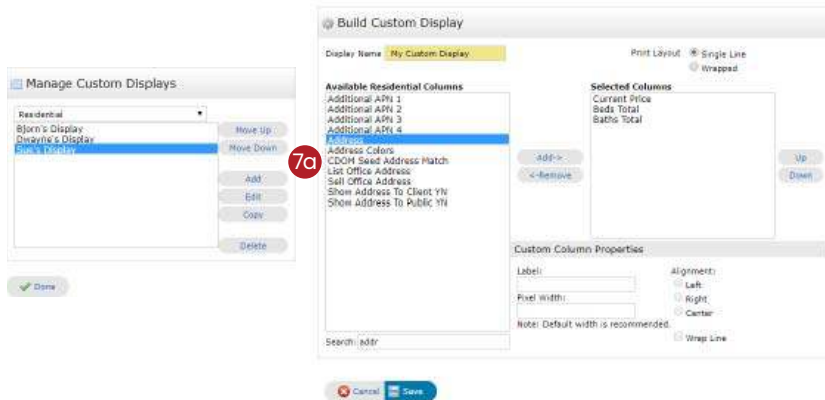 Manage Custom Displays
Residential
Bjorn's Display
Dwayne's Display
Sue's Display
Move Up
Move Down
Add
Edit
Copy
Delete
Done
7a
Build Custom Display
Display Name My Custom Display
Print Layout Single Line
Wrapped
Available Residential Columns
Additional APN 1
Additional APN 2
Additional APN 3
Additional APN 4
Address
Address Colors
CDOM Seed Address Match
List Office Address
Sell Office Address
Show Address To Client YN
Show Address To Public YN
Search: addr
Add->
<-Remove
Selected Columns
Current Price
Beds Total
Baths Total
Up
Down
Custom Column Properties
Label:
Pixel Width:
Note: Default width is recommended.
Alignment:
Left
Right
Center
Wrap Line
Cancel
Save